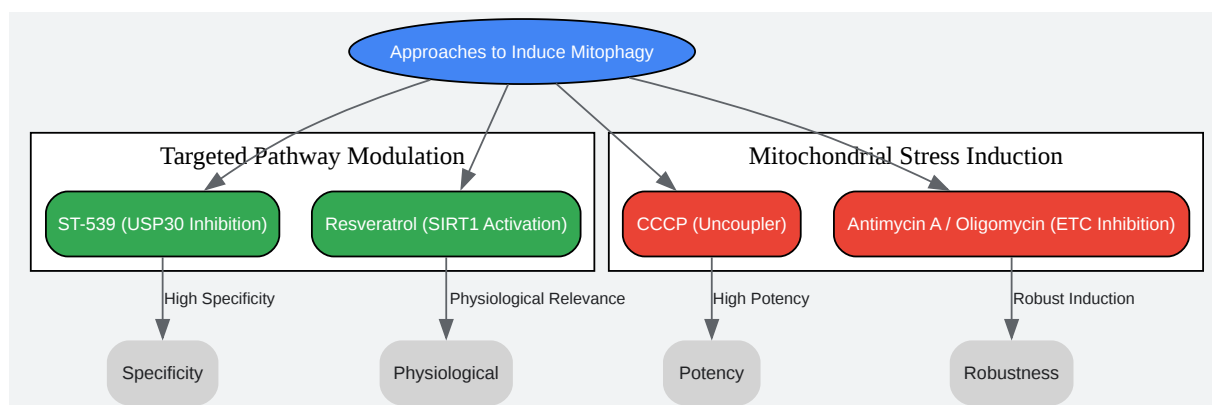 Approaches to Induce Mitophagy
Targeted Pathway Modulation
Mitochondrial Stress Induction
ST-539 (USP30 Inhibition)
Resveratrol (SIRT1 Activation)
CCCP (Uncoupler)
Antimycin A / Oligomycin (ETC Inhibition)
High Specificity
Physiological Relevance
High Potency
Robust Induction
Specificity
Physiological
Potency
Robustness